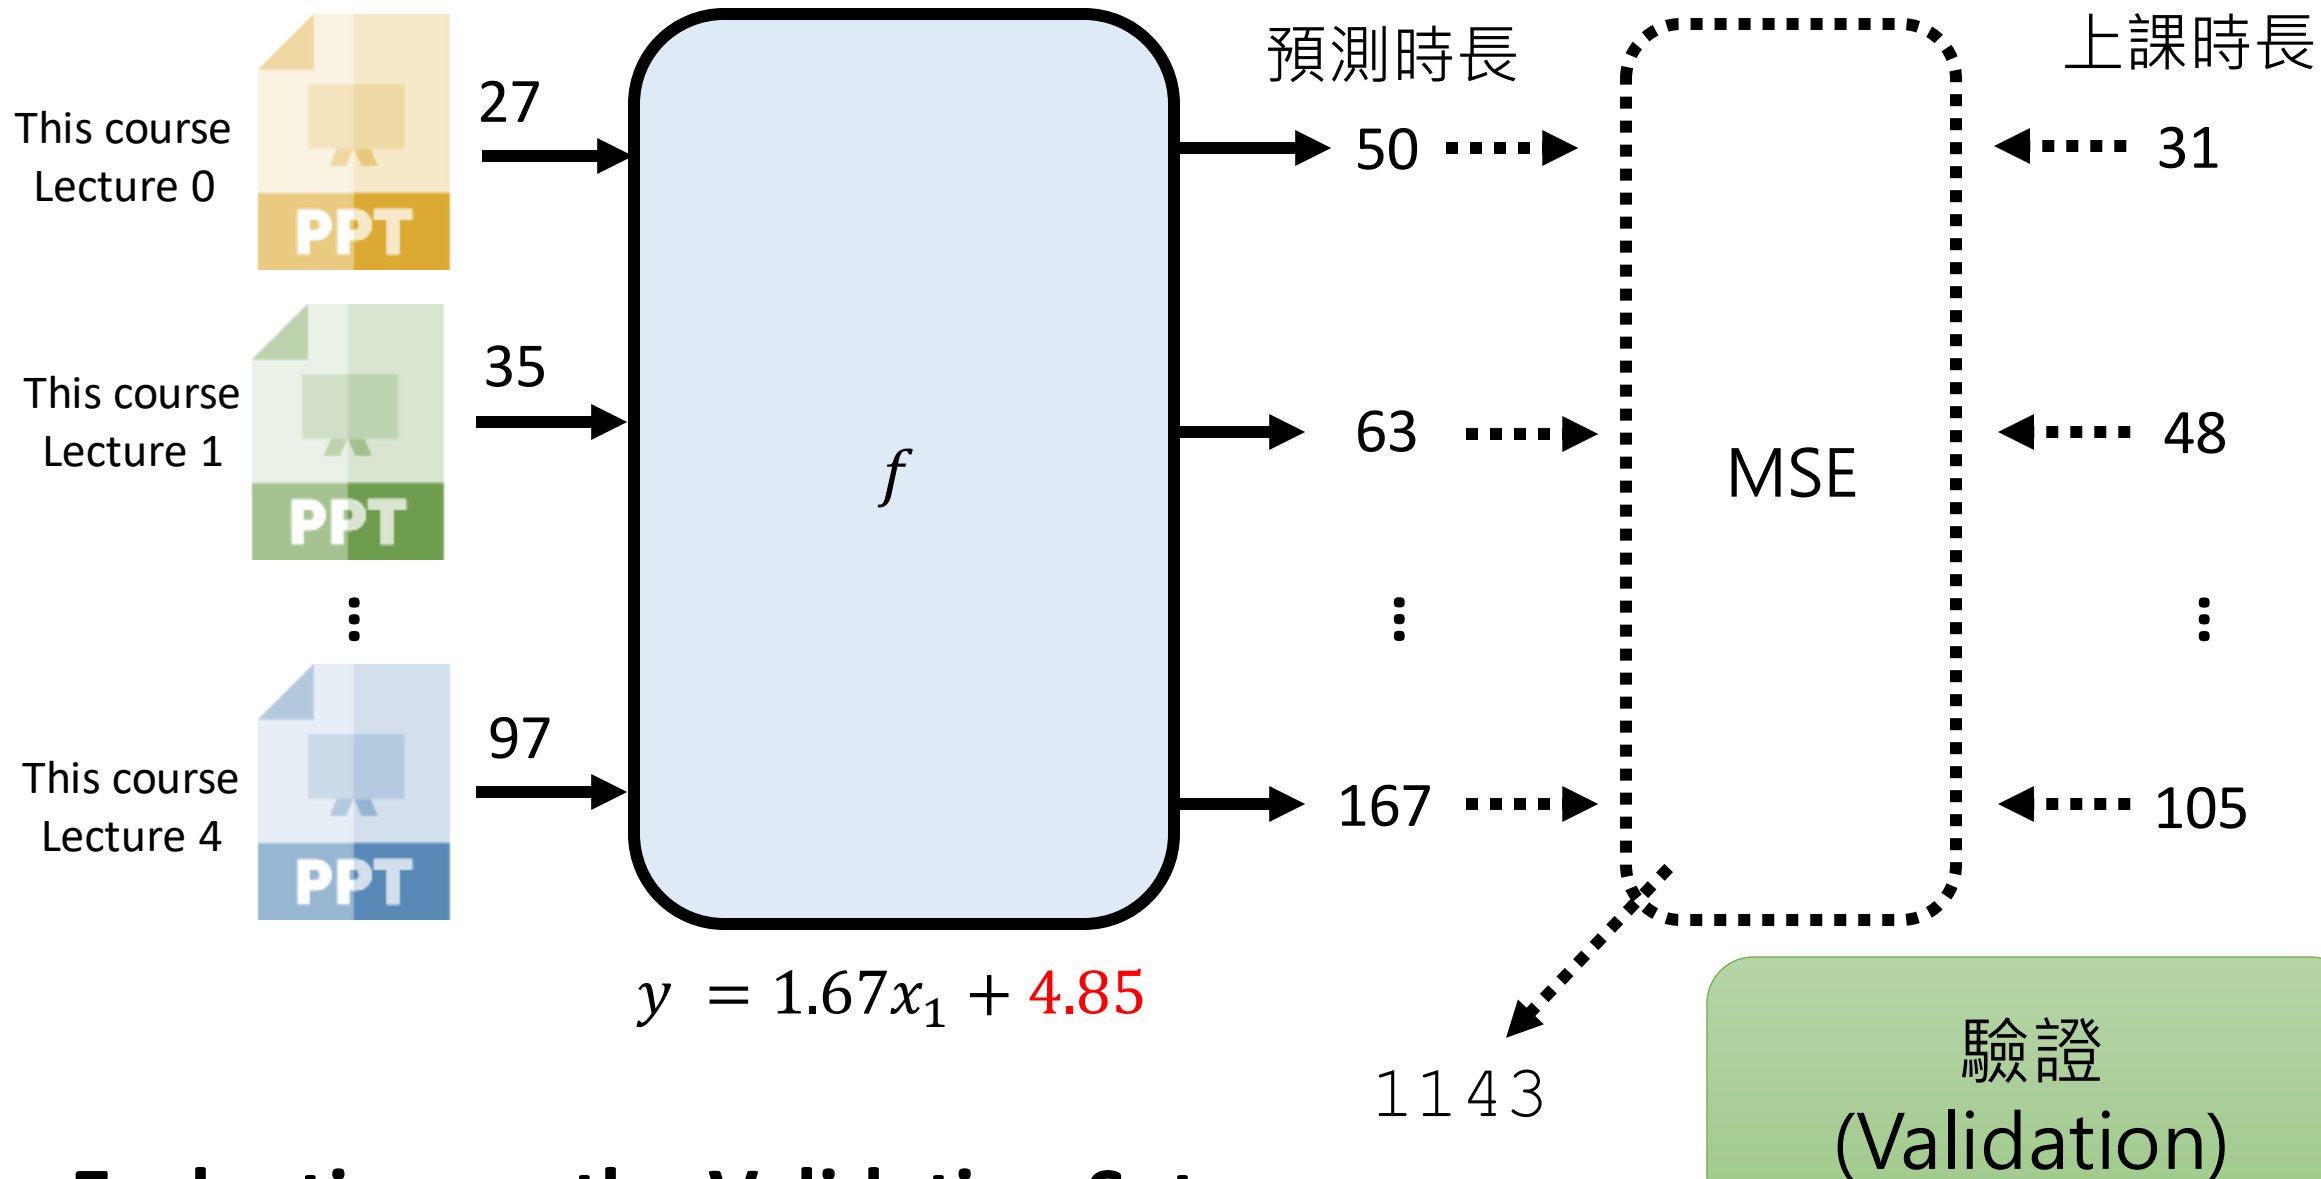 預測時長
上課時長
This course
Lecture 0
PPT
27
50
31
This course
Lecture 1
PPT
35
f
63
MSE
48
This course
Lecture 4
PPT
97
167
105
y = 1.67x₁ + 4.85
1143
驗證
(Validation)